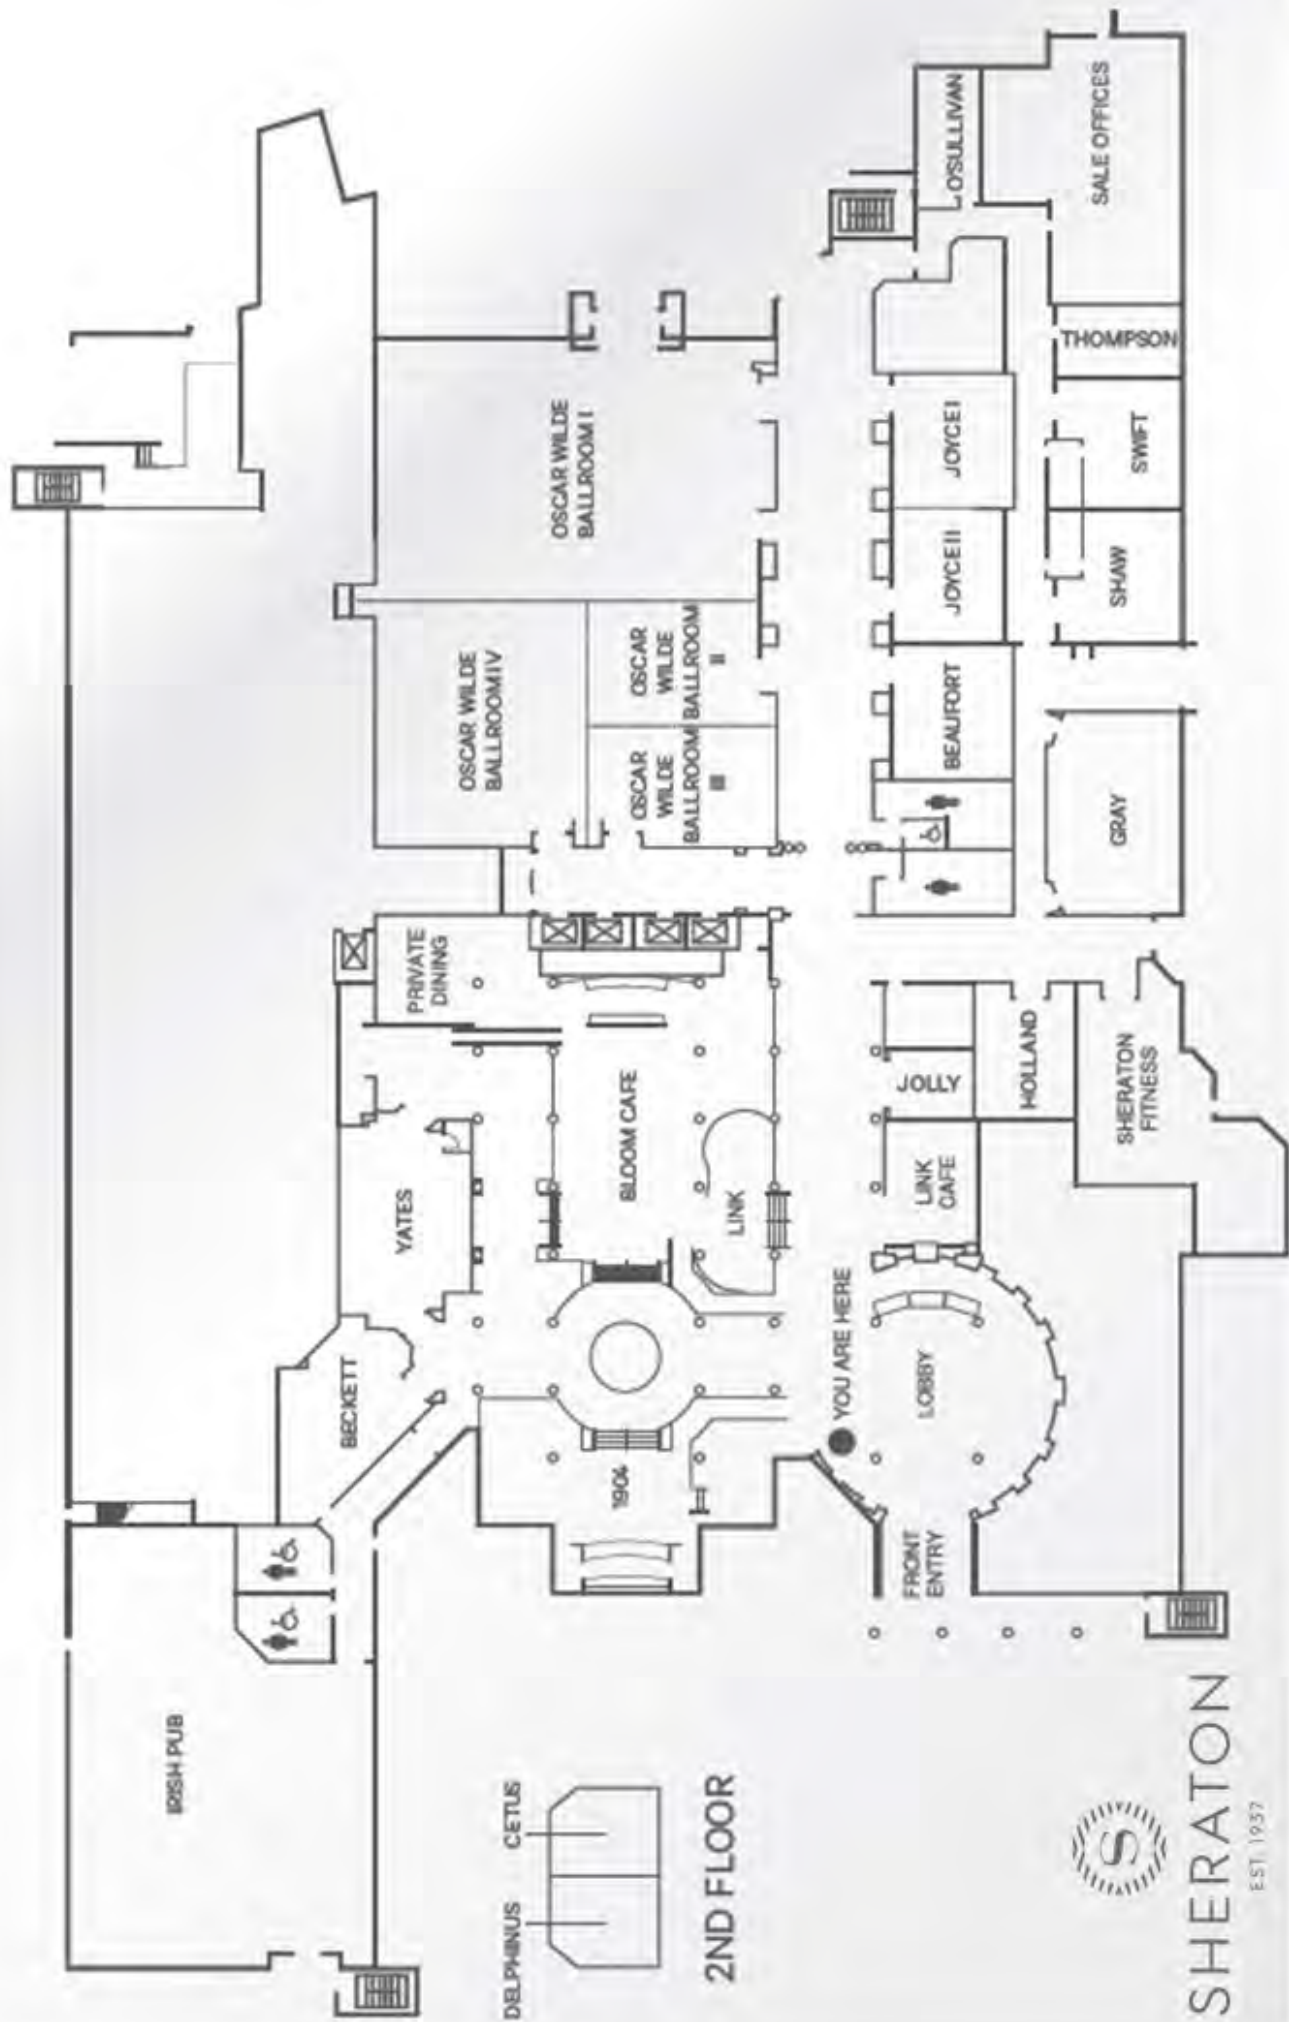 IRISH PUB
BECKETT
YATES
PRIVATE
DINING
OSCAR WILDE
BALLROOM IV
OSCAR WILDE
BALLROOM I
OSCAR
WILDE
BALLROOM
III
OSCAR
WILDE
BALLROOM
II
DELPHINUS
CETUS
2ND FLOOR
1904
BLOOM CAFE
LINK
YOU ARE HERE
FRONT
ENTRY
LOBBY
LINK
CAFE
JOLLY
HOLLAND
SHERATON
FITNESS
BEAUFORT
JOYCE II
JOYCE I
O'SULLIVAN
GRAY
SHAW
SWIFT
THOMPSON
SALE OFFICES
S
SHERATON
EST. 1937